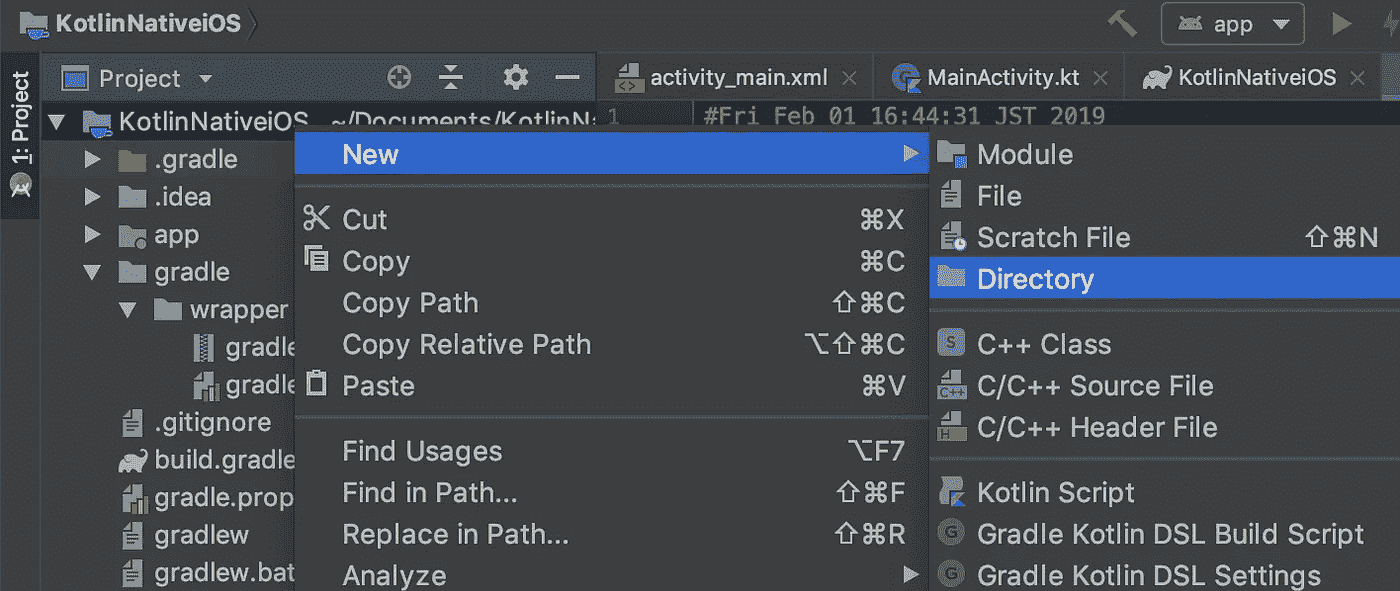 KotlinNativeiOS
app
1: Project
Project
activity_main.xml
MainActivity.kt
KotlinNativeiOS
KotlinNativeiOS ~/Documents/KotlinNa
1
#Fri Feb 01 16:44:31 JST 2019
.gradle
.idea
app
gradle
wrapper
gradle
gradle
.gitignore
build.gradle
gradle.prop
gradlew
gradlew.bat
New
Cut ⌘X
Copy ⌘C
Copy Path ⇧⌘C
Copy Relative Path ⌥⇧⌘C
Paste ⌘V
Find Usages ⌥F7
Find in Path... ⇧⌘F
Replace in Path... ⇧⌘R
Analyze
Module
File
Scratch File ⇧⌘N
Directory
C++ Class
C/C++ Source File
C/C++ Header File
Kotlin Script
Gradle Kotlin DSL Build Script
Gradle Kotlin DSL Settings